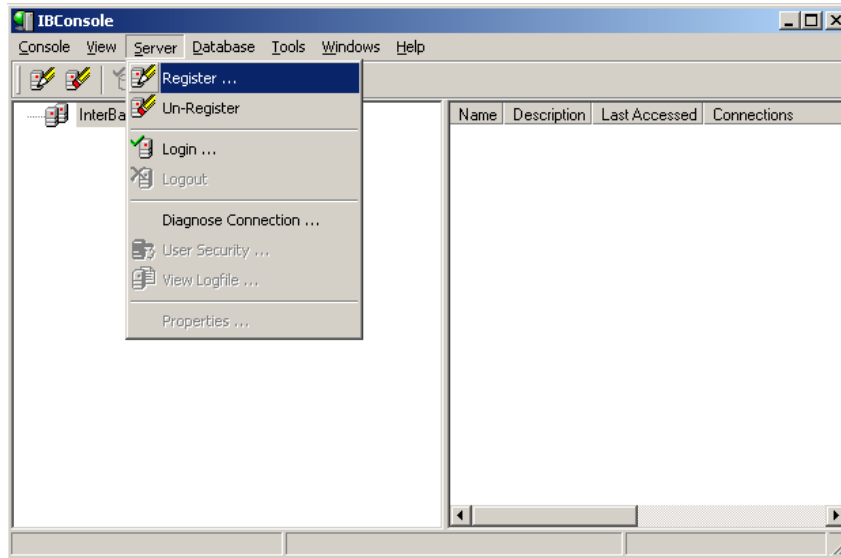 IBConsole
Console View Server Database Tools Windows Help
Register ...
InterBa
Un-Register
Name Description Last Accessed Connections
Login ...
Logout
Diagnose Connection ...
User Security ...
View Logfile ...
Properties ...